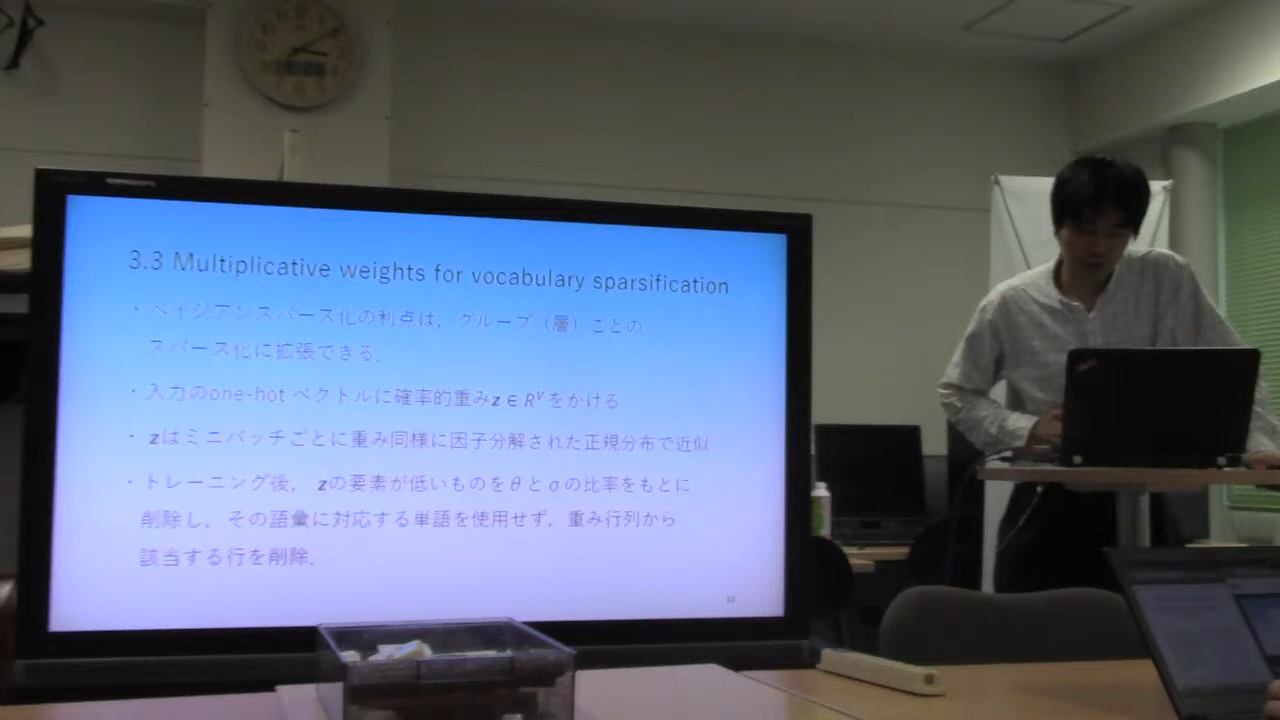 3.3 Multiplicative weights for vocabulary sparsification
・ベイジアンスパース化の利点は，グループ（層）ごとの
スパース化に拡張できる．
・入力のone-hot ベクトルに確率的重みz ∈ Rⱽをかける
・zはミニバッチごとに重み同様に因子分解された正規分布で近似
・トレーニング後， zの要素が低いものをθとσの比率をもとに
削除し，その語彙に対応する単語を使用せず，重み行列から
該当する行を削除．